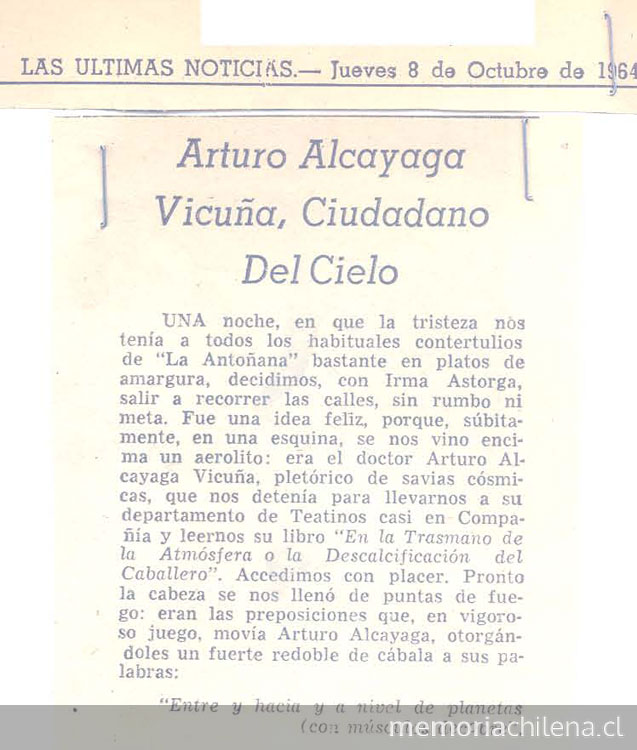 LAS ULTIMAS NOTICIAS.— Jueves 8 de Octubre de 1964
Arturo Alcayaga
Vicuña, Ciudadano
Del Cielo
UNA noche, en que la tristeza nos
tenía a todos los habituales contertulios
de “La Antoñana” bastante en platos de
amargura, decidimos, con Irma Astorga,
salir a recorrer las calles, sin rumbo ni
meta. Fue una idea feliz, porque, súbita-
mente, en una esquina, se nos vino enci-
ma un aerolito: era el doctor Arturo Al-
cayaga Vicuña, pletórico de savias cósmi-
cas, que nos detenía para llevarnos a su
departamento de Teatinos casi en Compa-
ñía y leernos su libro “En la Trasmano de
la Atmósfera o la Descalcificación del
Caballero”. Accedimos con placer. Pronto
la cabeza se nos llenó de puntas de fue-
go: eran las preposiciones que, en vigoro-
so juego, movía Arturo Alcayaga, otorgán-
doles un fuerte redoble de cábala a sus pa-
labras:
“Entre y hacia y a nivel de planetas
(con
memoriachilena.cl